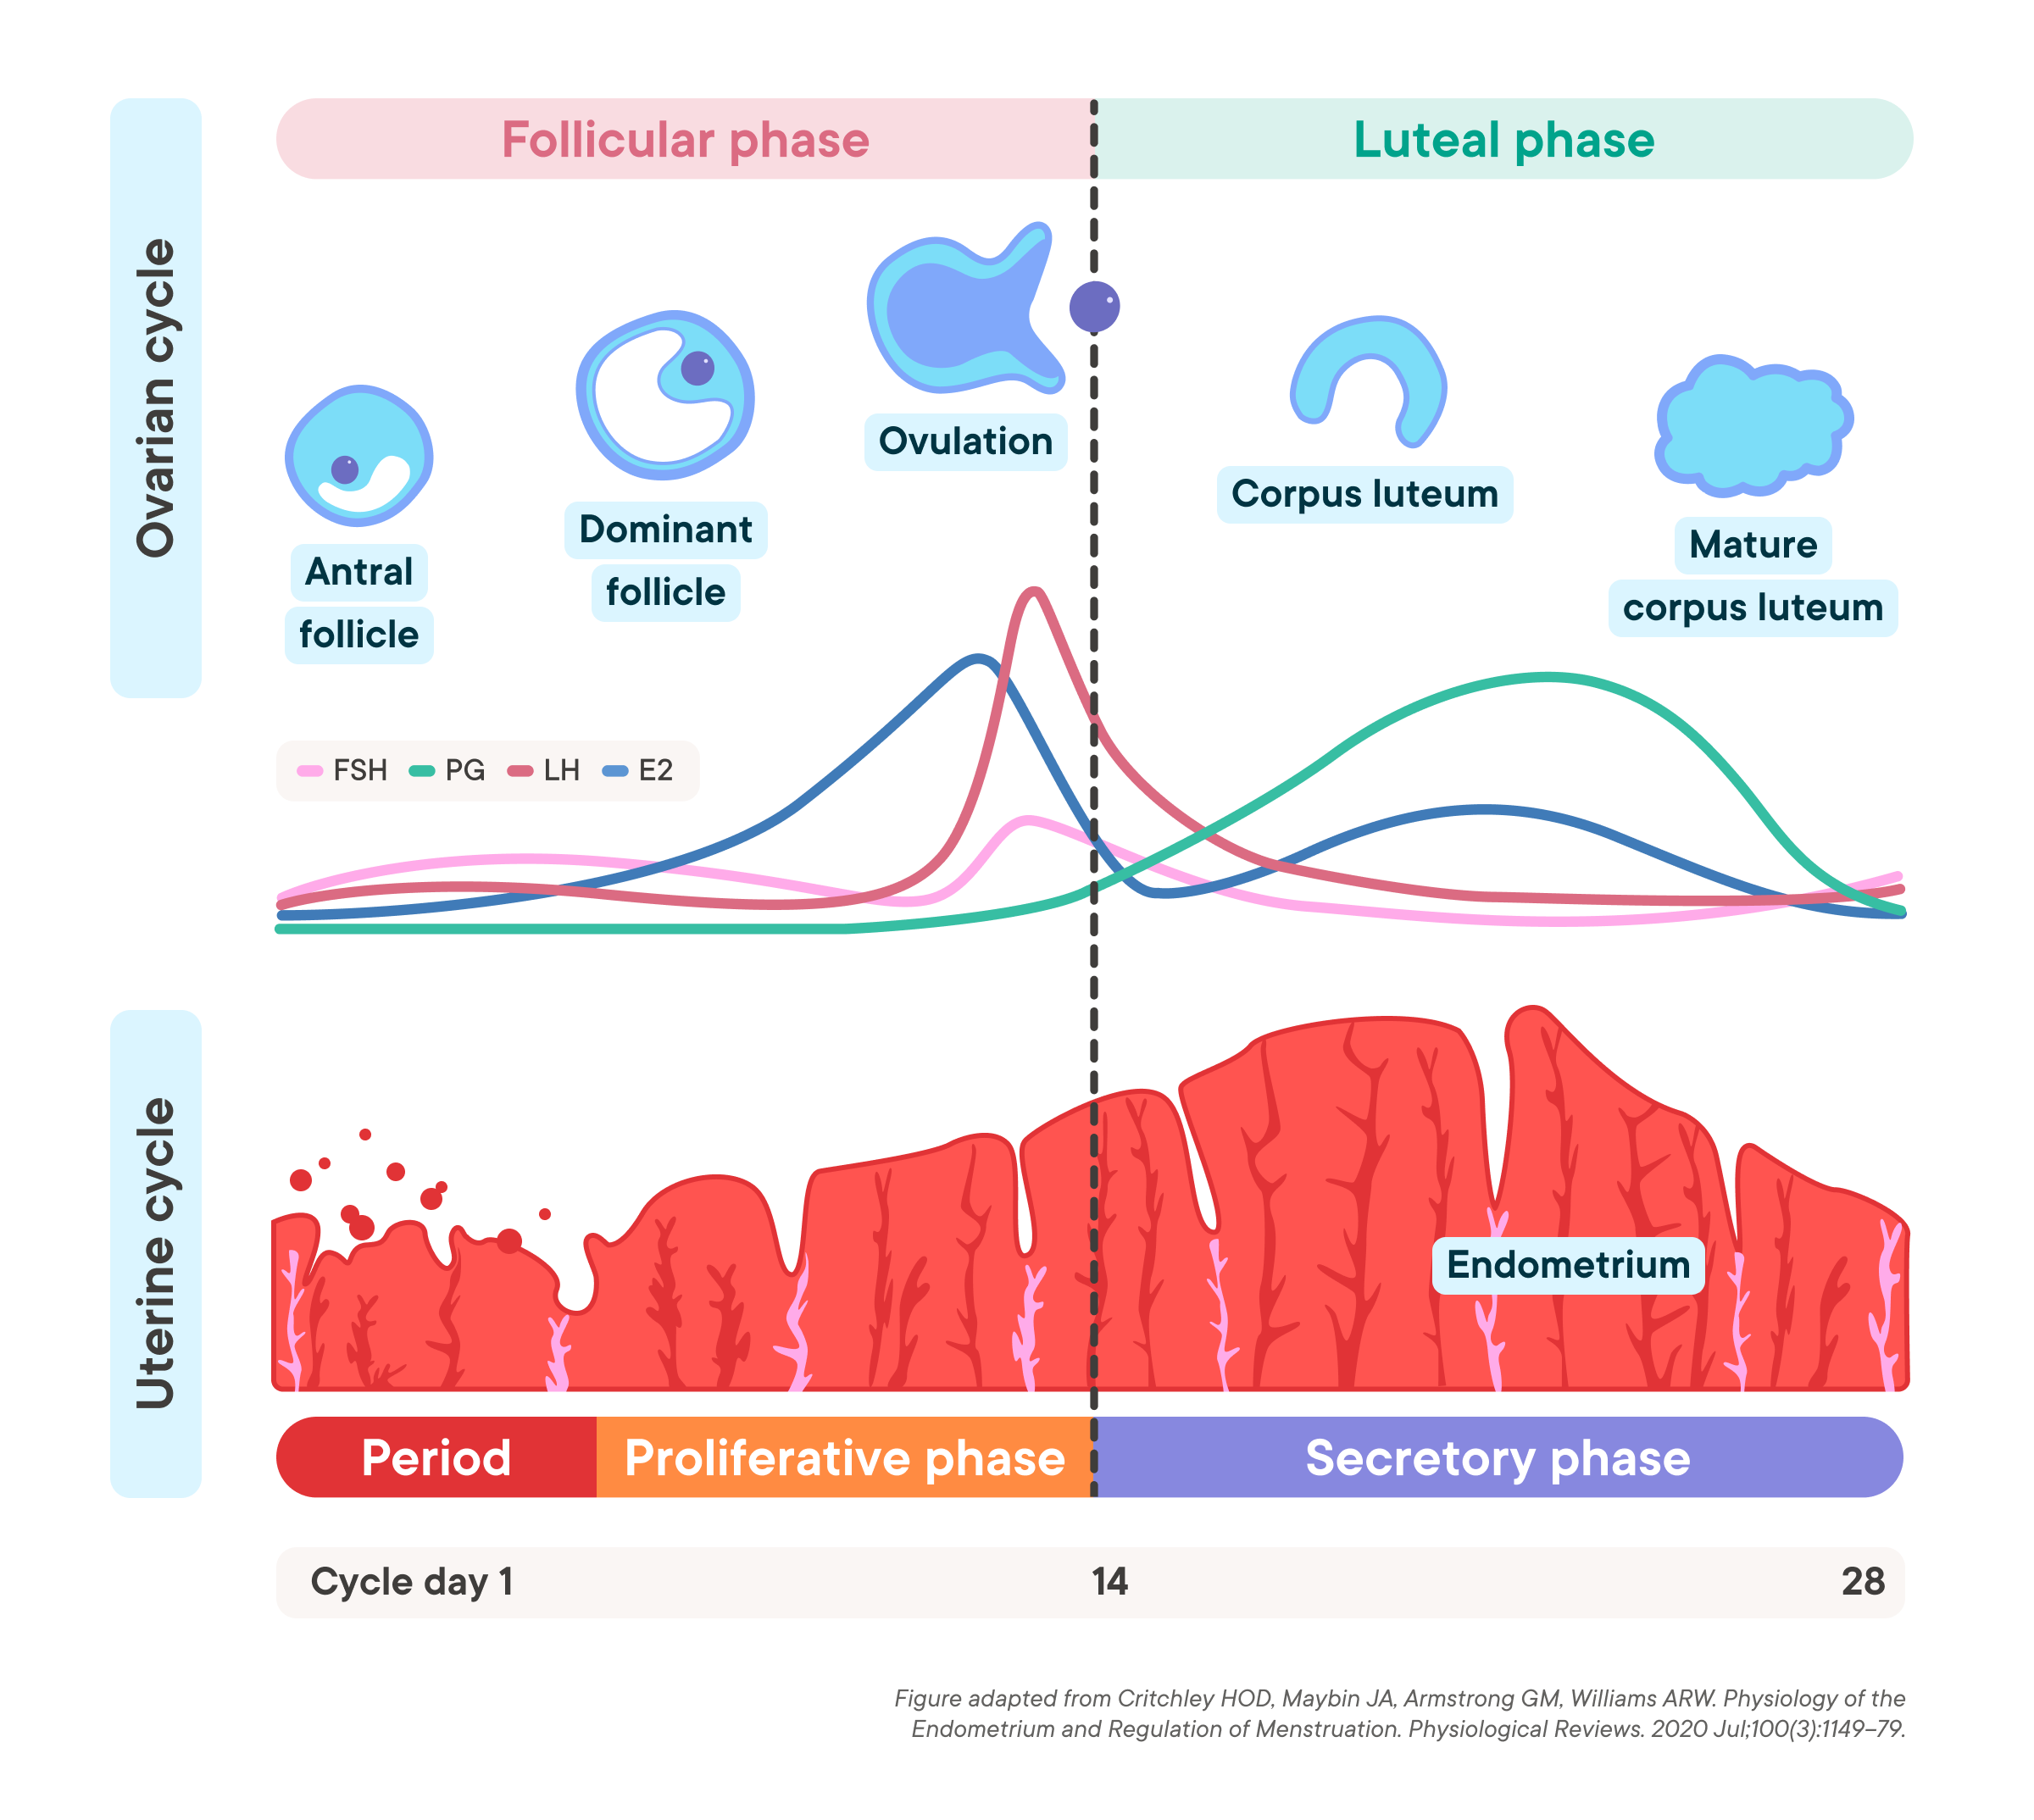 Ovarian cycle
Follicular phase
Luteal phase
Antral
follicle
Dominant
follicle
Ovulation
Corpus luteum
Mature
corpus luteum
FSH PG LH E2
Uterine cycle
Endometrium
Period
Proliferative phase
Secretory phase
Cycle day 1
14
28
Figure adapted from Critchley HOD, Maybin JA, Armstrong GM, Williams ARW. Physiology of the
Endometrium and Regulation of Menstruation. Physiological Reviews. 2020 Jul;100(3):1149–79.